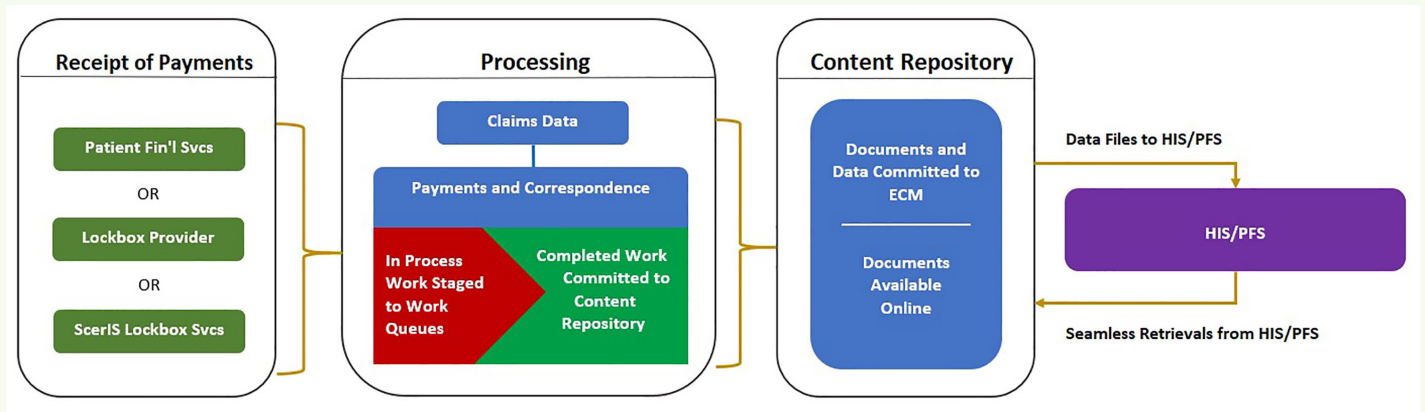 Receipt of Payments
Patient Fin'l Svcs
OR
Lockbox Provider
OR
ScerIS Lockbox Svcs
Processing
Claims Data
Payments and Correspondence
In Process
Work Staged
to Work
Queues
Completed Work
Committed to
Content
Repository
Content Repository
Documents and
Data Committed to
ECM
Documents
Available
Online
Data Files to HIS/PFS
HIS/PFS
Seamless Retrievals from HIS/PFS